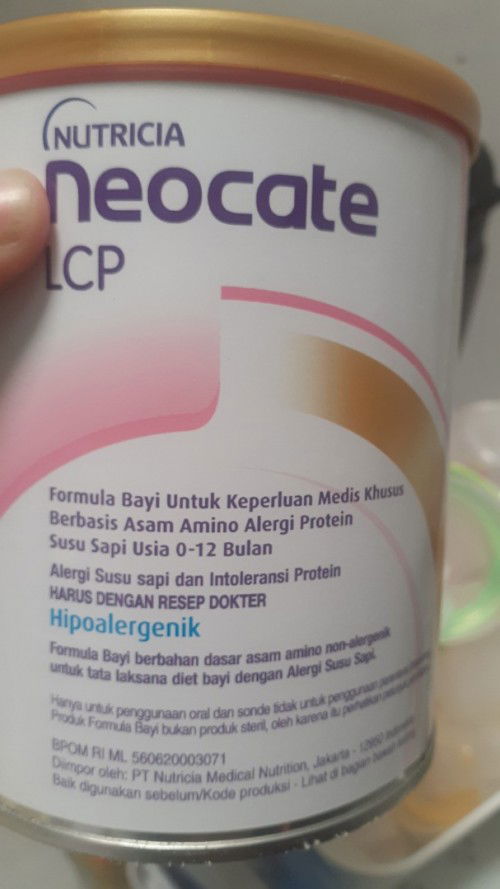 NUTRICIA
neocate
LCP
Formula Bayi Untuk Keperluan Medis Khusus
Berbasis Asam Amino Alergi Protein
Susu Sapi Usia 0-12 Bulan
Alergi Susu sapi dan Intoleransi Protein
HARUS DENGAN RESEP DOKTER
Hipoalergenik
Formula Bayi berbahan dasar asam amino non-alergenik
untuk tata laksana diet bayi dengan Alergi Susu Sapi.
Hanya untuk penggunaan oral dan sonde tidak untuk penggunaan
Produk Formula Bayi bukan produk steril, oleh karena itu perhatikan
BPOM RI ML 560620003071
Diimpor oleh: PT Nutricia Medical Nutrition, Jakarta - 12950 Indonesia
Baik digunakan sebelum/Kode produksi - Lihat di bagian bawah